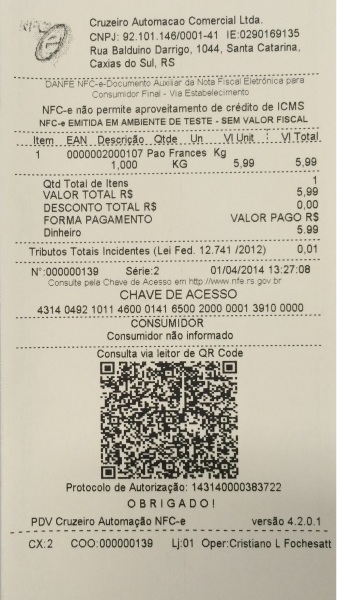 Cruzeiro Automacao Comercial Ltda.
CNPJ: 92.101.146/0001-41 IE:0290169135
Rua Balduino Darrigo, 1044, Santa Catarina,
Caxias do Sul, RS
DANFE NFC-e-Documento Auxiliar da Nota Fiscal Eletrônica para
Consumidor Final - Via Estabelecimento
NFC-e não permite aproveitamento de crédito de ICMS
NFC-e EMITIDA EM AMBIENTE DE TESTE - SEM VALOR FISCAL
Item EAN Descrição Qtde Un Vl Unit Vl Total
1 0000002000107 Pao Frances Kg
1,000 KG 5,99 5,99
Qtd Total de Itens 1
VALOR TOTAL R$ 5,99
DESCONTO TOTAL R$ 0,00
FORMA PAGAMENTO VALOR PAGO R$
Dinheiro 5.99
Tributos Totais Incidentes (Lei Fed. 12.741 /2012) 0,01
N°:000000139 Série:2 01/04/2014 13:27:08
Consulte pela Chave de Acesso em http://www.nfe.rs.gov.br
CHAVE DE ACESSO
4314 0492 1011 4600 0141 6500 2000 0001 3910 0000
CONSUMIDOR
Consumidor não informado
Consulta via leitor de QR Code
Protocolo de Autorização: 143140000383722
O B R I G A D O !
PDV Cruzeiro Automação NFC-e versão 4.2.0.1
CX:2 COO:000000139 Lj:01 Oper:Cristiano L Fochesatt